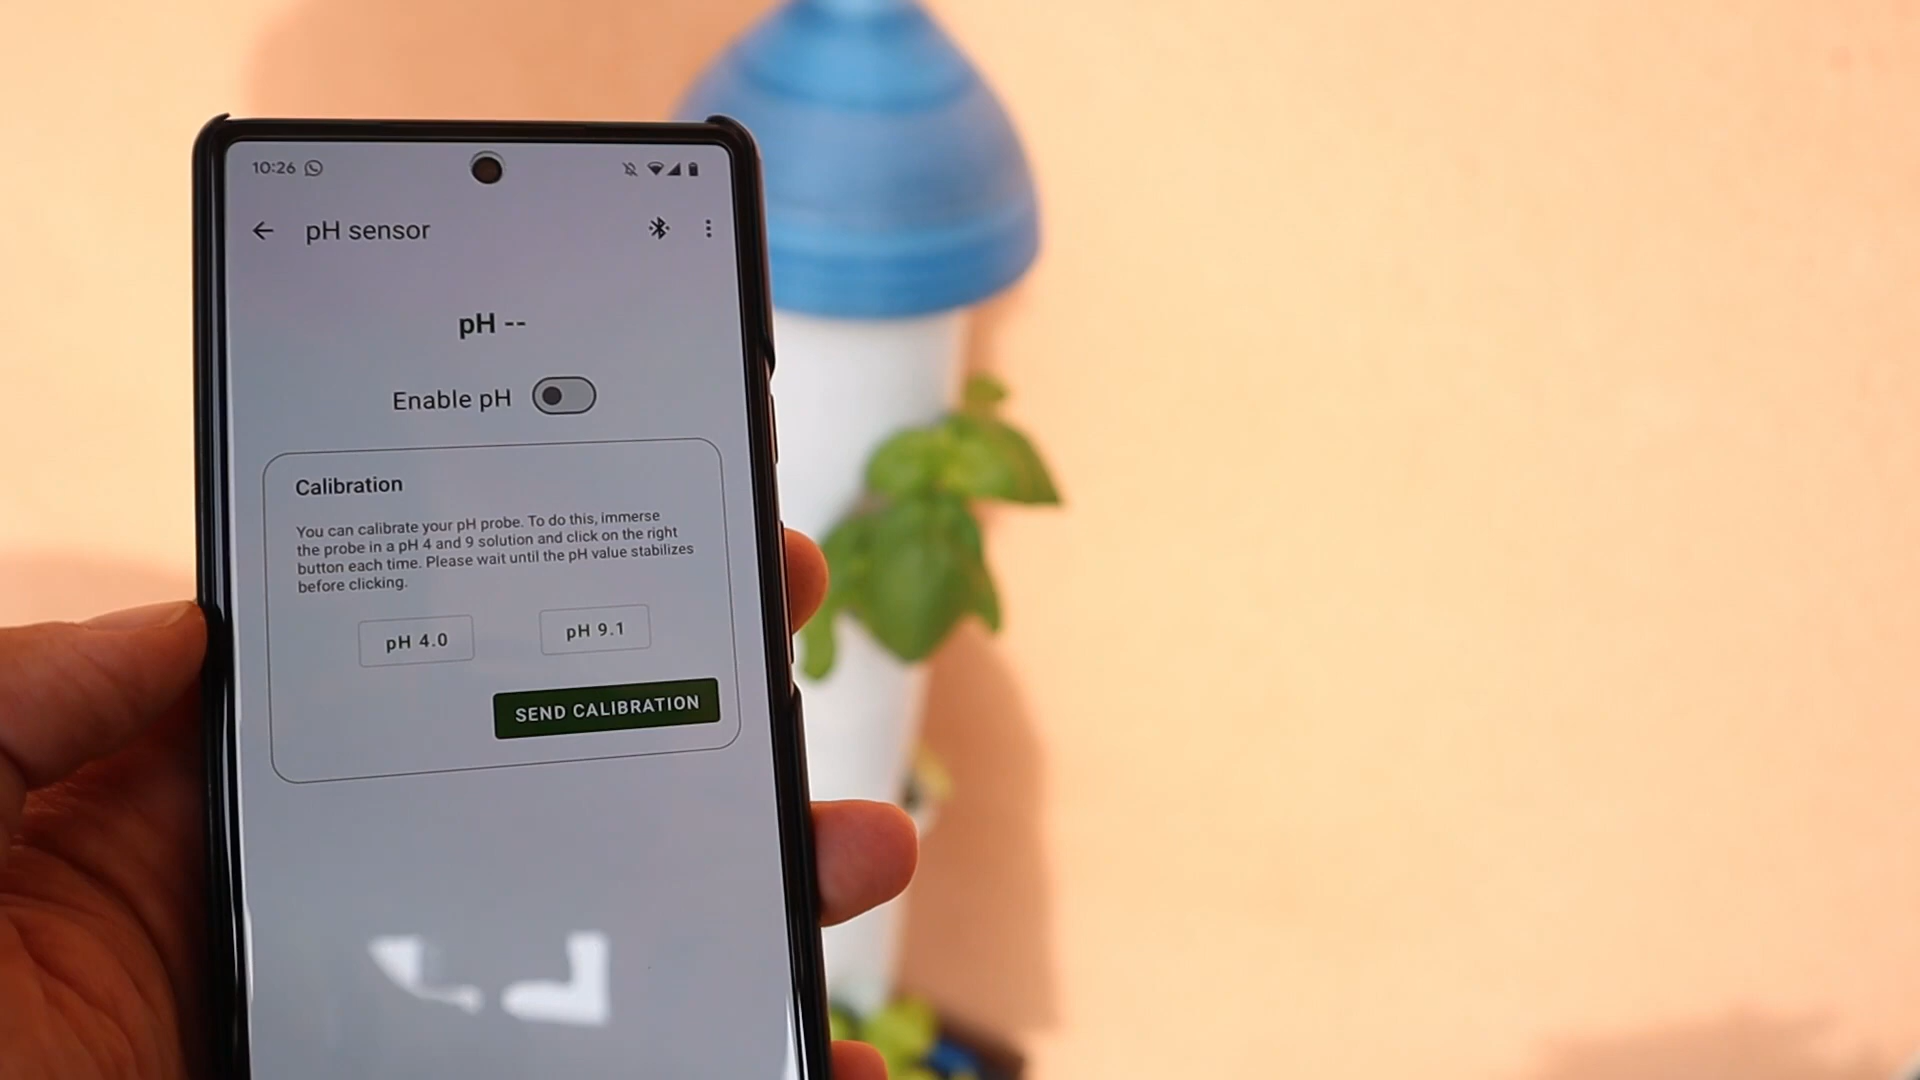 10:26
pH sensor
pH --
Enable pH
Calibration
You can calibrate your pH probe. To do this, immerse
the probe in a pH 4 and 9 solution and click on the right
button each time. Please wait until the pH value stabilizes
before clicking.
pH 4.0
pH 9.1
SEND CALIBRATION